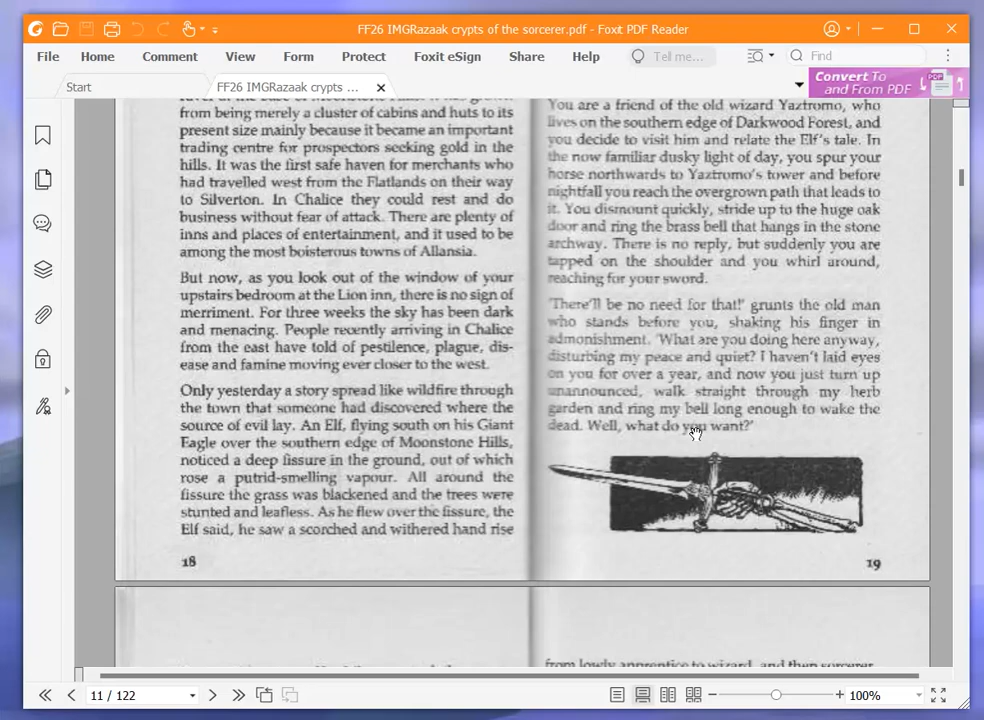 FF26 IMGRazaak crypts of the sorcerer.pdf - Foxit PDF Reader
File Home Comment View Form Protect Foxit eSign Share Help Tell me... Find
Start FF26 IMGRazaak crypts ...
Convert To
and From PDF
PDF
from being merely a cluster of cabins and huts to its
present size mainly because it became an important
trading centre for prospectors seeking gold in the
hills. It was the first safe haven for merchants who
had travelled west from the Flatlands on their way
to Silverton. In Chalice they could rest and do
business without fear of attack. There are plenty of
inns and places of entertainment, and it used to be
among the most boisterous towns of Allansia.
But now, as you look out of the window of your
upstairs bedroom at the Lion inn, there is no sign of
merriment. For three weeks the sky has been dark
and menacing. People recently arriving in Chalice
from the east have told of pestilence, plague, dis-
ease and famine moving ever closer to the west.
Only yesterday a story spread like wildfire through
the town that someone had discovered where the
source of evil lay. An Elf, flying south on his Giant
Eagle over the southern edge of Moonstone Hills,
noticed a deep fissure in the ground, out of which
rose a putrid-smelling vapour. All around the
fissure the grass was blackened and the trees were
stunted and leafless. As he flew over the fissure, the
Elf said, he saw a scorched and withered hand rise
18
You are a friend of the old wizard Yaztromo, who
lives on the southern edge of Darkwood Forest, and
you decide to visit him and relate the Elf's tale. In
the now familiar dusky light of day, you spur your
horse northwards to Yaztromo's tower and before
nightfall you reach the overgrown path that leads to
it. You dismount quickly, stride up to the huge oak
door and ring the brass bell that hangs in the stone
archway. There is no reply, but suddenly you are
tapped on the shoulder and you whirl around,
reaching for your sword.
'There'll be no need for that!' grunts the old man
who stands before you, shaking his finger in
admonishment. 'What are you doing here anyway,
disturbing my peace and quiet? I haven't laid eyes
on you for over a year, and now you just turn up
unannounced, walk straight through my herb
garden and ring my bell long enough to wake the
dead. Well, what do you want?'
19
from lowly apprentice to wizard, and then sorcerer
11 / 122
100%